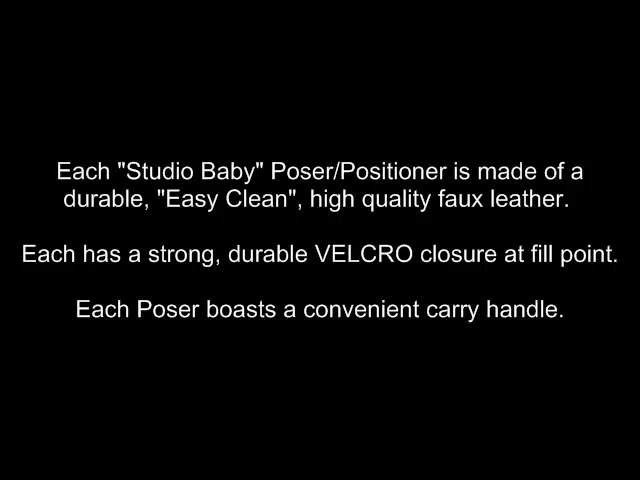 Each "Studio Baby" Poser/Positioner is made of a
durable, "Easy Clean", high quality faux leather.
Each has a strong, durable VELCRO closure at fill point.
Each Poser boasts a convenient carry handle.